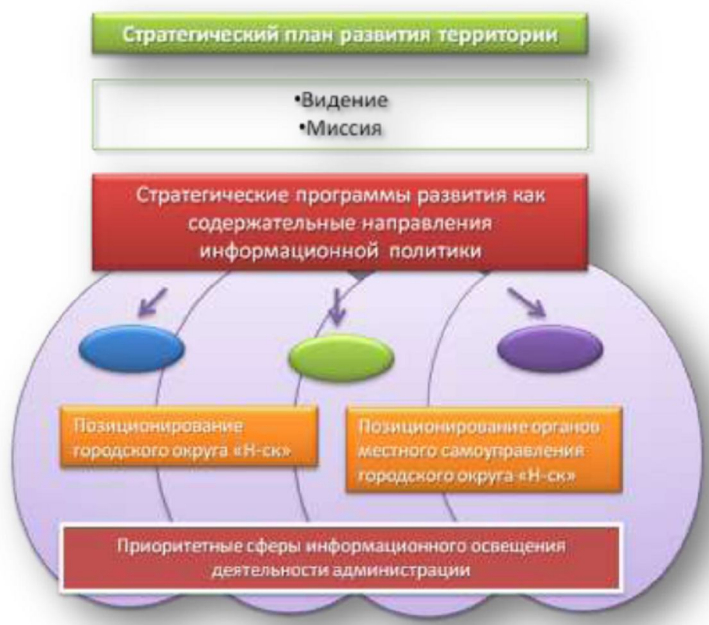 Стратегический план развития территории
•Видение
•Миссия
Стратегические программы развития как
содержательные направления
информационной политики
Позиционирование
городского округа «Н-ск»
Позиционирование органов
местного самоуправления
городского округа «Н-ск»
Приоритетные сферы информационного освещения
деятельности администрации